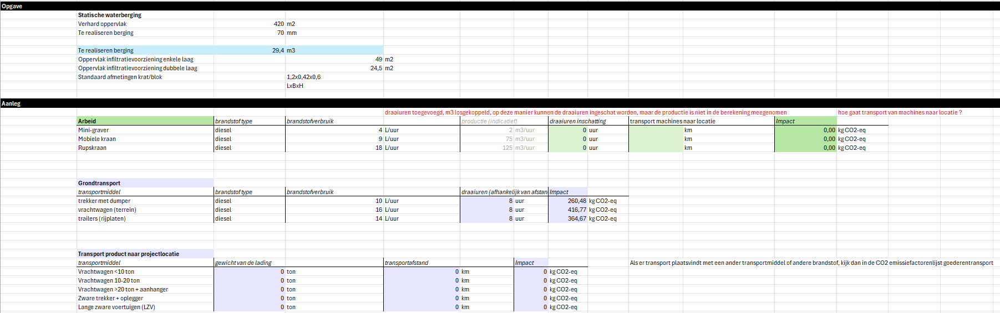 Opgave
Statische waterberging
Verhard oppervlak 420 m2
Te realiseren berging 70 mm
Te realiseren berging 29,4 m3
Oppervlak infiltratievoorziening enkele laag 49 m2
Oppervlak infiltratievoorziening dubbele laag 24,5 m2
Standaard afmetingen krat/blok 1,2x0,42x0,6
LxBxH
Aanleg
draaiuren toegevoegd, m3 losgekoppeld, op deze manier kunnen de draaiuren ingeschat worden, maar de productie is niet in de berekening meegenomen hoe gaat transport van machines naar locatie ?
Arbeid brandstof type brandstofverbruik productie (indicatief) draaiuren inschatting transport machines naar locatie Impact
Mini-graver diesel 4 L/uur 2 m3/uur 0 uur km 0,00 kg CO2-eq
Mobiele kraan diesel 9 L/uur 75 m3/uur 0 uur km 0,00 kg CO2-eq
Rupskraan diesel 18 L/uur 125 m3/uur 0 uur km 0,00 kg CO2-eq
Grondtransport
transportmiddel brandstof type brandstofverbruik draaiuren (afhankelijk van afstan Impact
trekker met dumper diesel 10 L/uur 8 uur 260,48 kg CO2-eq
vrachtwagen (terrein) diesel 16 L/uur 8 uur 416,77 kg CO2-eq
trailers (rijplaten) diesel 14 L/uur 8 uur 364,67 kg CO2-eq
Transport product naar projectlocatie
transportmiddel gewicht van de lading transportafstand Impact Als er transport plaatsvindt met een ander transportmiddel of andere brandstof, kijk dan in de CO2 emissiefactorenlijst goederentransport
Vrachtwagen <10 ton 0 ton 0 km 0 kg CO2-eq
Vrachtwagen 10-20 ton 0 ton 0 km 0 kg CO2-eq
Vrachtwagen >20 ton + aanhanger 0 ton 0 km 0 kg CO2-eq
Zware trekker + oplegger 0 ton 0 km 0 kg CO2-eq
Lange zware voertuigen (LZV) 0 ton 0 km 0 kg CO2-eq